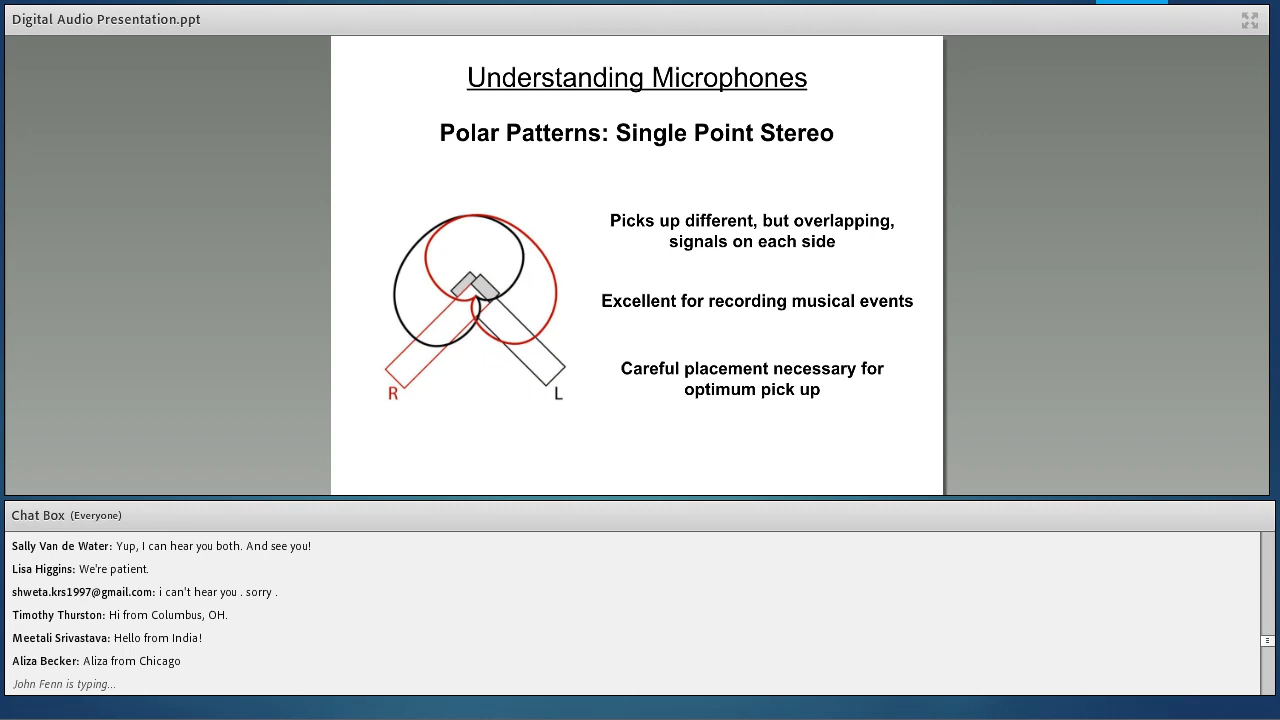 Digital Audio Presentation.ppt
Understanding Microphones
Polar Patterns: Single Point Stereo
Picks up different, but overlapping,
signals on each side
Excellent for recording musical events
Careful placement necessary for
optimum pick up
R
L
Chat Box (Everyone)
Sally Van de Water: Yup, I can hear you both. And see you!
Lisa Higgins: We're patient.
shweta.krs1997@gmail.com: i can't hear you . sorry .
Timothy Thurston: Hi from Columbus, OH.
Meetali Srivastava: Hello from India!
Aliza Becker: Aliza from Chicago
John Fenn is typing...